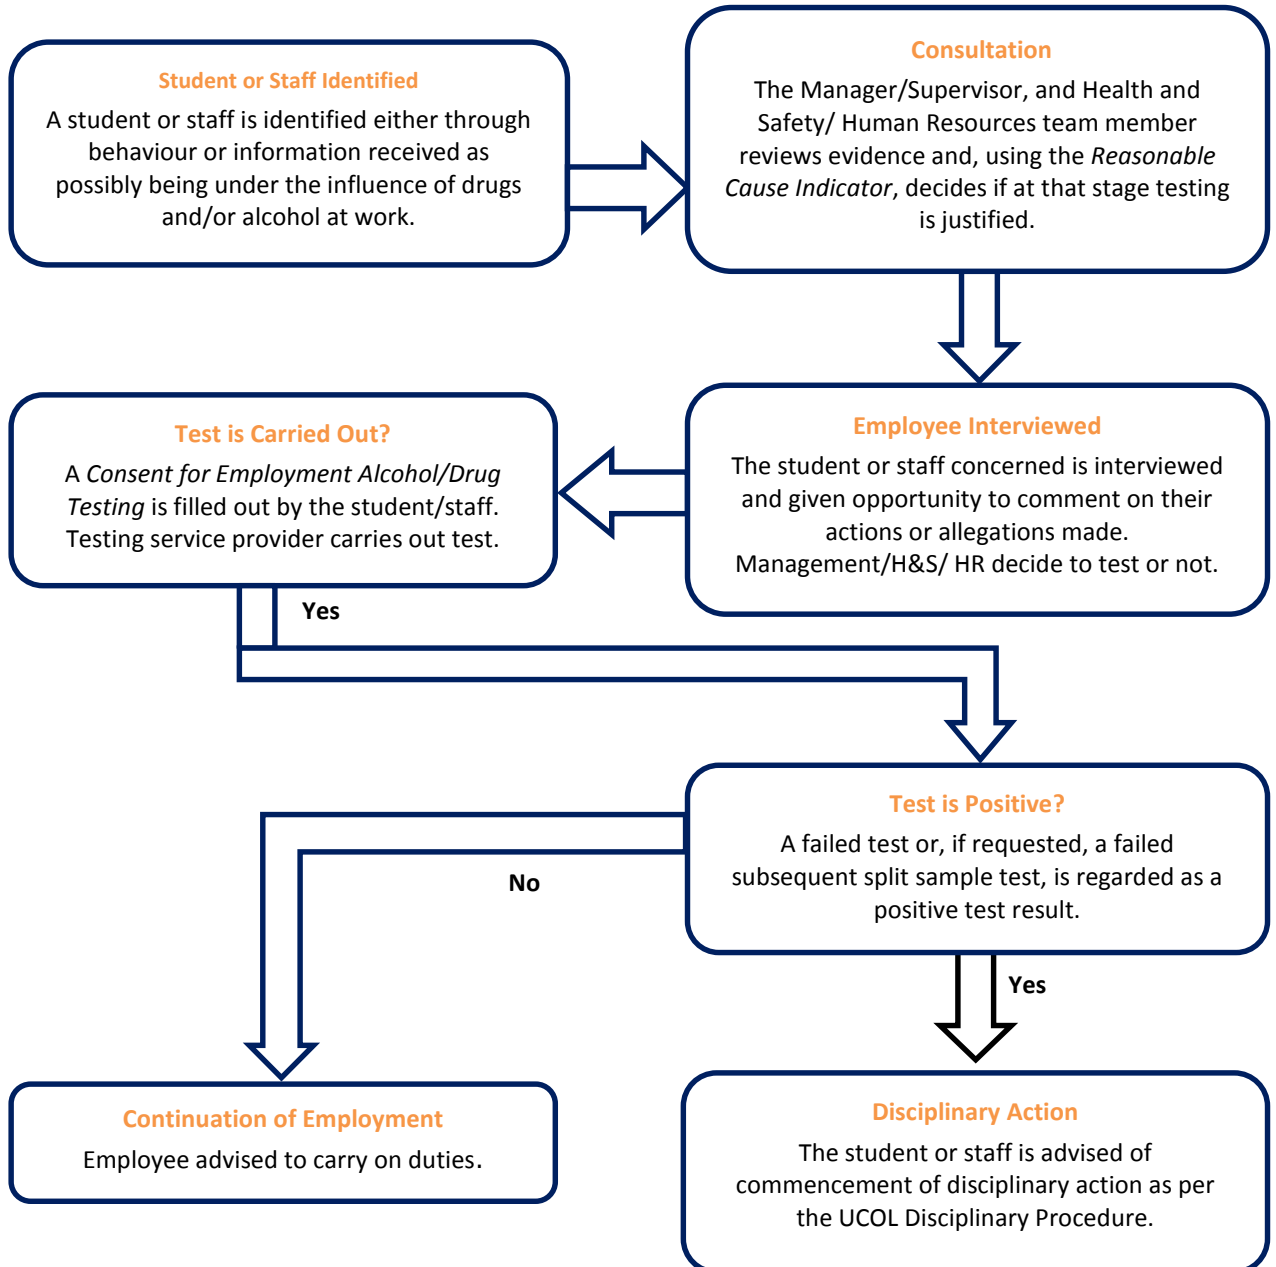 Student or Staff Identified
A student or staff is identified either through
behaviour or information received as
possibly being under the influence of drugs
and/or alcohol at work.
Consultation
The Manager/Supervisor, and Health and
Safety/ Human Resources team member
reviews evidence and, using the Reasonable
Cause Indicator, decides if at that stage testing
is justified.
Employee Interviewed
The student or staff concerned is interviewed
and given opportunity to comment on their
actions or allegations made.
Management/H&S/ HR decide to test or not.
Test is Carried Out?
A Consent for Employment Alcohol/Drug
Testing is filled out by the student/staff.
Testing service provider carries out test.
Yes
Test is Positive?
A failed test or, if requested, a failed
subsequent split sample test, is regarded as a
positive test result.
No
Yes
Continuation of Employment
Employee advised to carry on duties.
Disciplinary Action
The student or staff is advised of
commencement of disciplinary action as per
the UCOL Disciplinary Procedure.